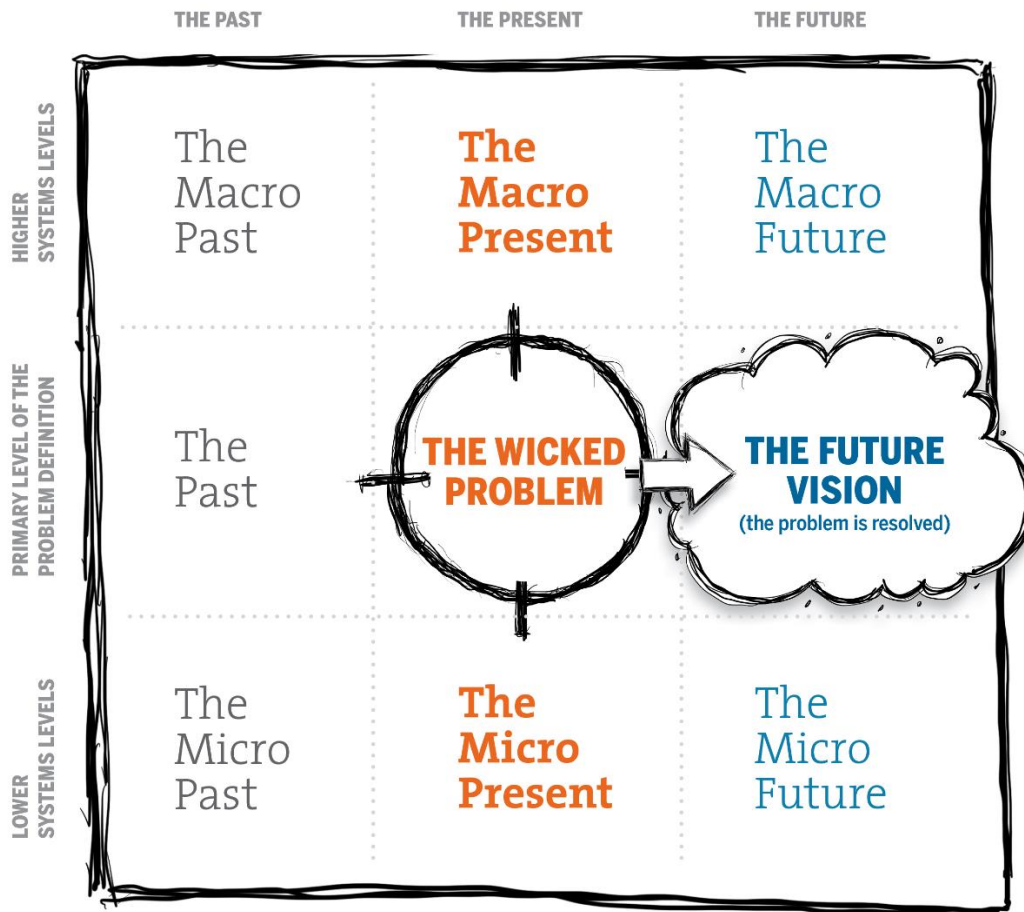 THE PAST
THE PRESENT
THE FUTURE
HIGHER
SYSTEMS LEVELS
The
Macro
Past
The
Macro
Present
The
Macro
Future
PRIMARY LEVEL OF THE
PROBLEM DEFINITION
The
Past
THE WICKED
PROBLEM
THE FUTURE
VISION
(the problem is resolved)
LOWER
SYSTEMS LEVELS
The
Micro
Past
The
Micro
Present
The
Micro
Future